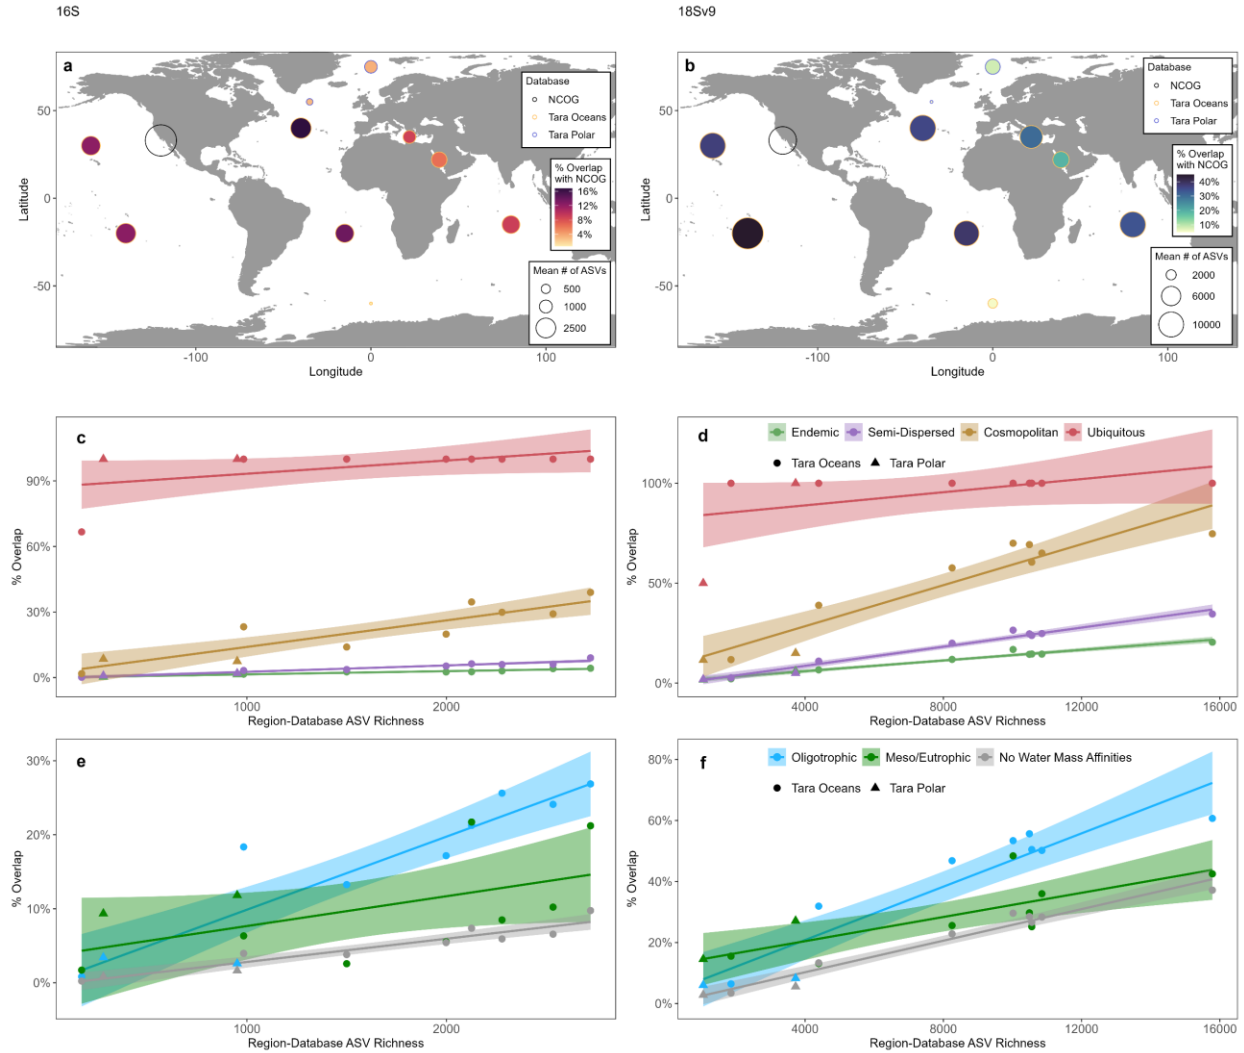 16S
18Sv9
a
Database
NCOG
Tara Oceans
Tara Polar
% Overlap
with NCOG
16%
12%
8%
4%
Mean # of ASVs
500
1000
2500
50
0
-50
Latitude
-100
0
100
Longitude
b
Database
NCOG
Tara Oceans
Tara Polar
% Overlap
with NCOG
40%
30%
20%
10%
Mean # of ASVs
2000
6000
10000
50
0
-50
Latitude
-100
0
100
Longitude
c
90%
60%
30%
0%
% Overlap
1000
2000
Region-Database ASV Richness
d
Endemic
Semi-Dispersed
Cosmopolitan
Ubiquitous
Tara Oceans
Tara Polar
100%
50%
0%
% Overlap
4000
8000
12000
16000
Region-Database ASV Richness
e
30%
20%
10%
0%
% Overlap
1000
2000
Region-Database ASV Richness
f
Oligotrophic
Meso/Eutrophic
No Water Mass Affinities
Tara Oceans
Tara Polar
80%
60%
40%
20%
0%
% Overlap
4000
8000
12000
16000
Region-Database ASV Richness